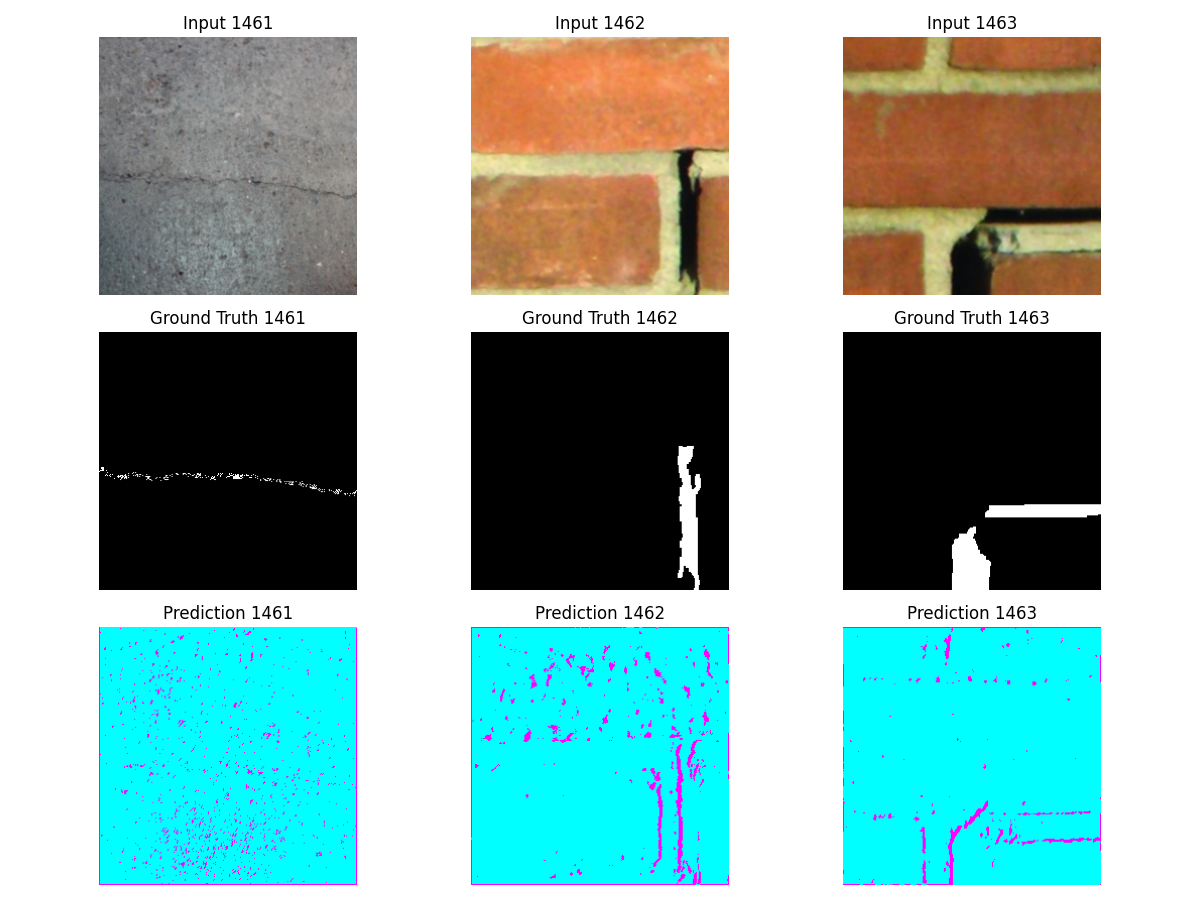 Input 1461
Input 1462
Input 1463
Ground Truth 1461
Ground Truth 1462
Ground Truth 1463
Prediction 1461
Prediction 1462
Prediction 1463